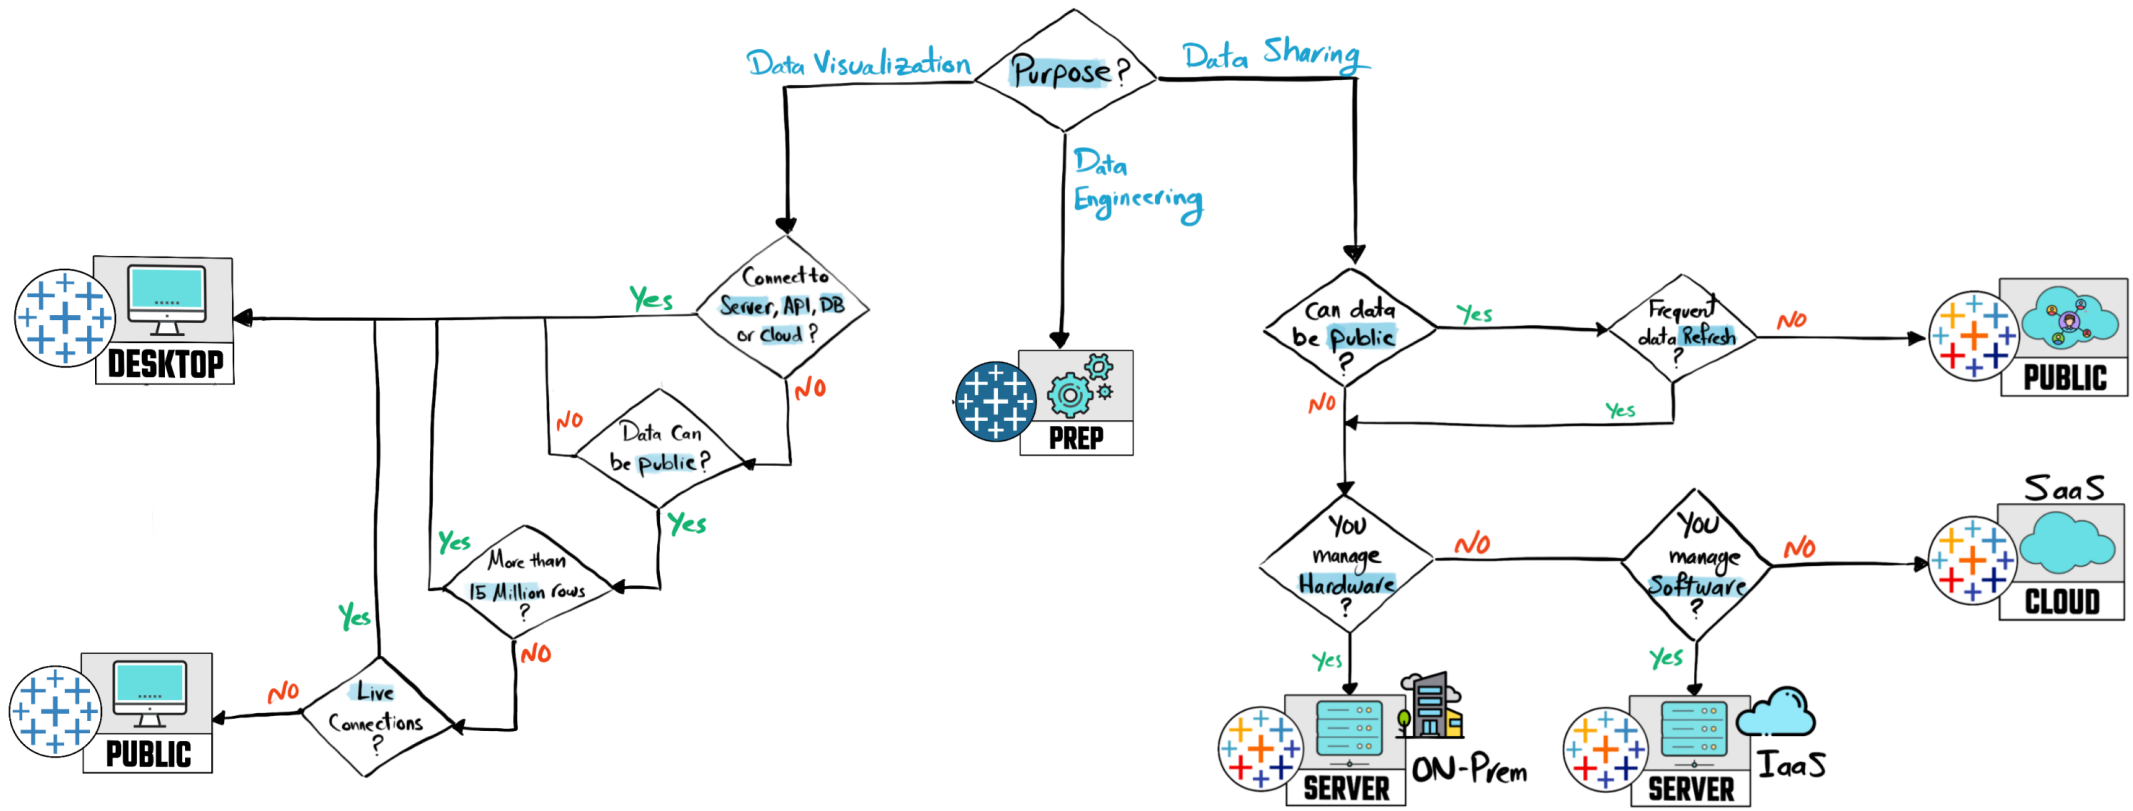 Data Visualization
Purpose?
Data Sharing
Data
Engineering
Connect to
Server, API, DB
or cloud?
Yes
NO
DESKTOP
Data Can
be public?
NO
Yes
More than
15 Million rows
?
Yes
NO
Live
Connections
?
Yes
NO
PUBLIC
PREP
Can data
be public
?
Yes
NO
Frequent
data Refresh
?
NO
Yes
PUBLIC
You
manage
Hardware
?
NO
Yes
You
manage
Software
?
NO
Yes
SaaS
CLOUD
SERVER
ON-Prem
SERVER
IaaS